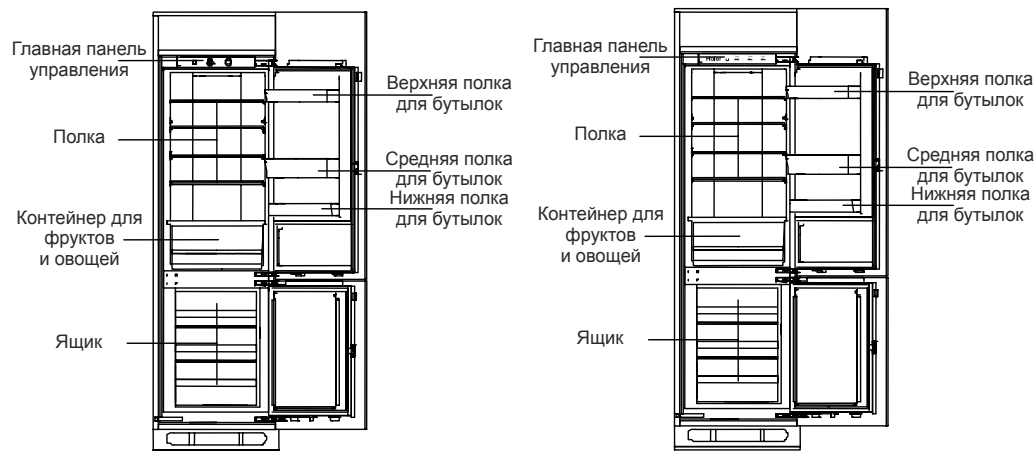 Главная панель
управления
Верхняя полка
для бутылок
Полка
Средняя полка
для бутылок
Нижняя полка
для бутылок
Контейнер для
фруктов
и овощей
Ящик
Главная панель
управления
Haier
Верхняя полка
для бутылок
Полка
Средняя полка
для бутылок
Нижняя полка
для бутылок
Контейнер для
фруктов
и овощей
Ящик